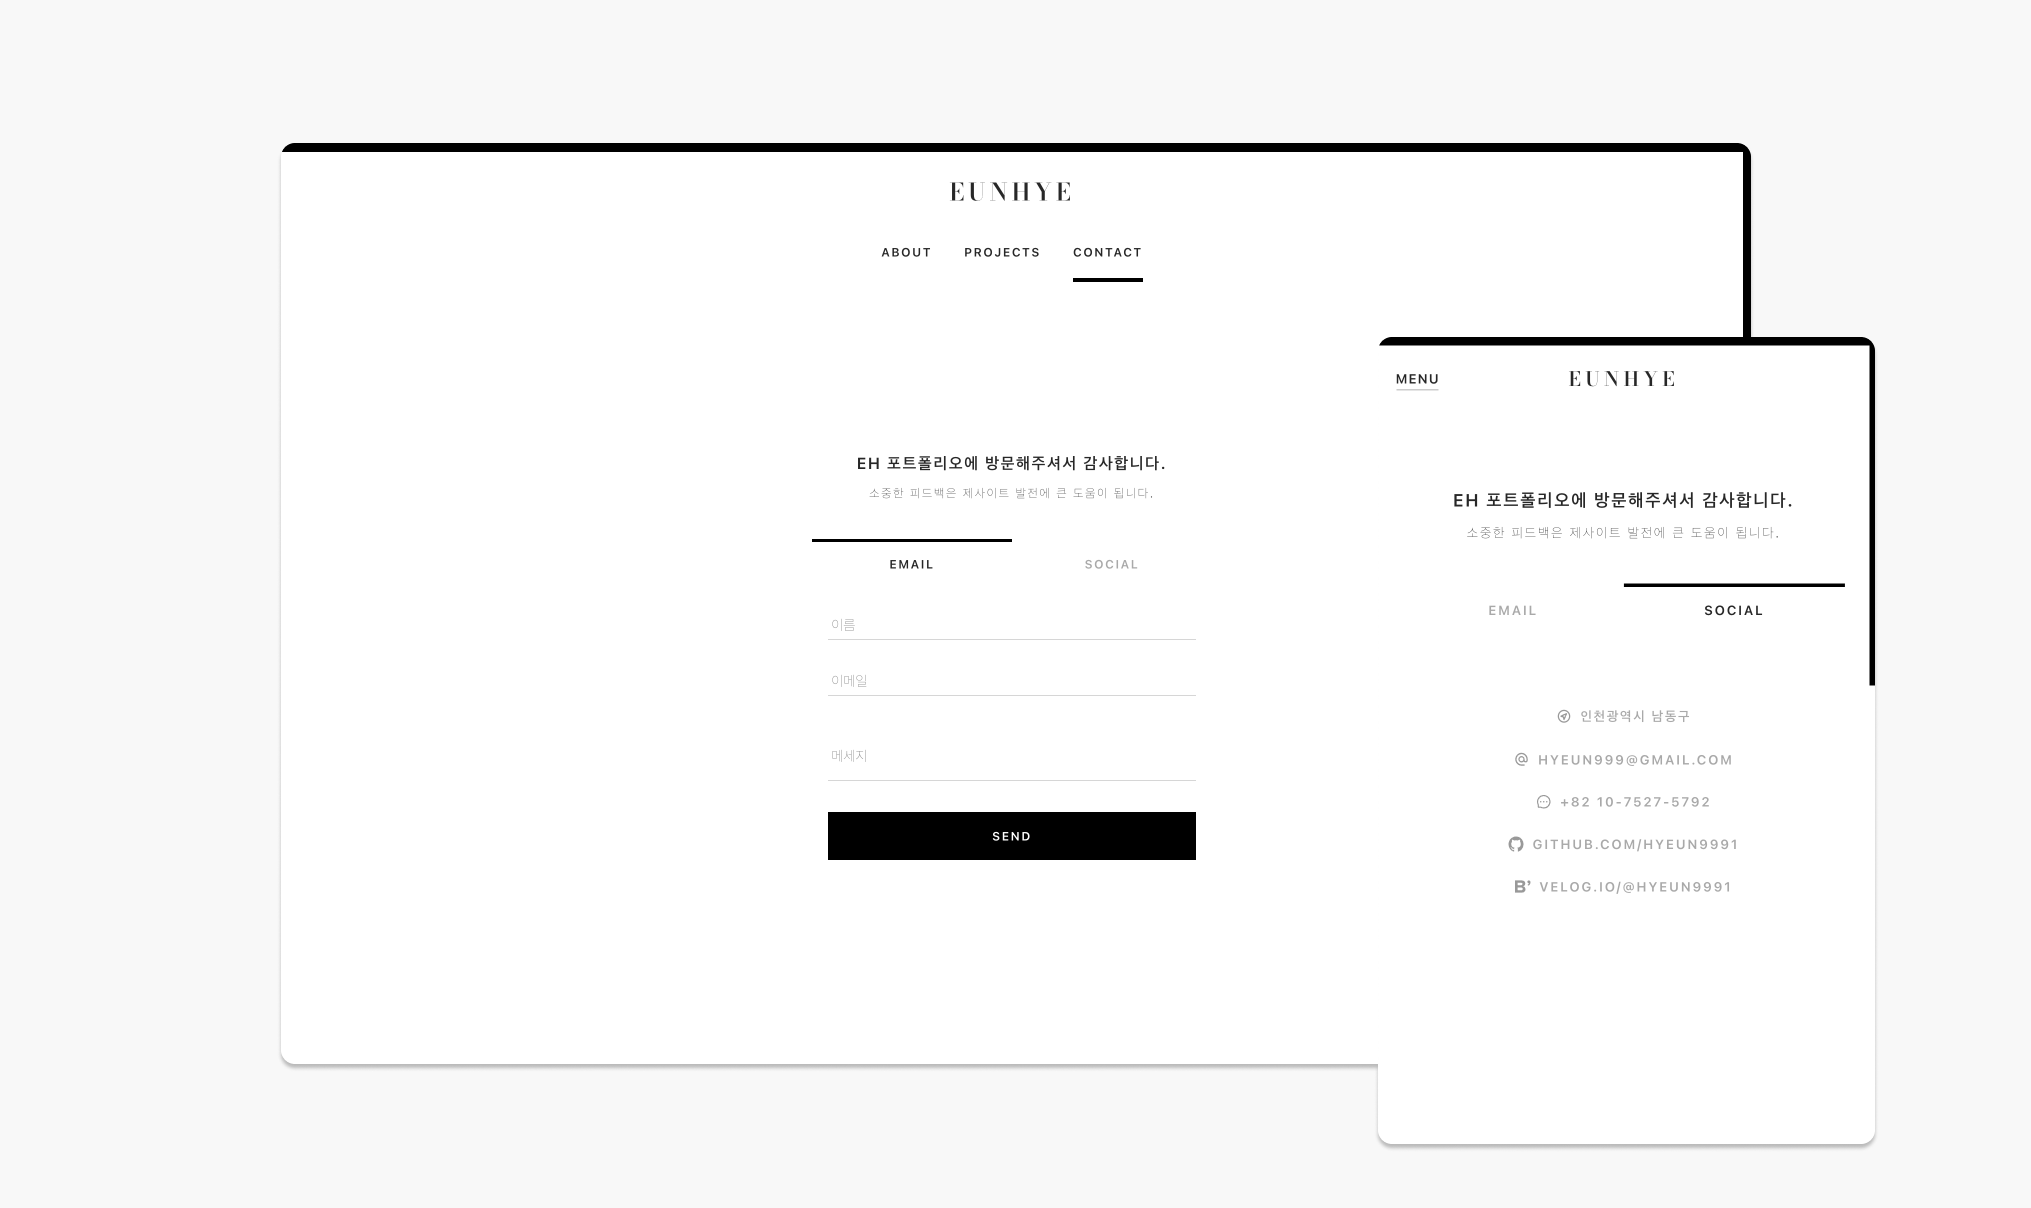 EUNHYE
ABOUT PROJECTS CONTACT
EH 포트폴리오에 방문해주셔서 감사합니다.
소중한 피드백은 제사이트 발전에 큰 도움이 됩니다.
EMAIL SOCIAL
이름
이메일
메세지
SEND
MENU EUNHYE
EH 포트폴리오에 방문해주셔서 감사합니다.
소중한 피드백은 제사이트 발전에 큰 도움이 됩니다.
EMAIL SOCIAL
인천광역시 남동구
@ HYEUN999@GMAIL.COM
+82 10-7527-5792
GITHUB.COM/HYEUN9991
B’ VELOG.IO/@HYEUN9991